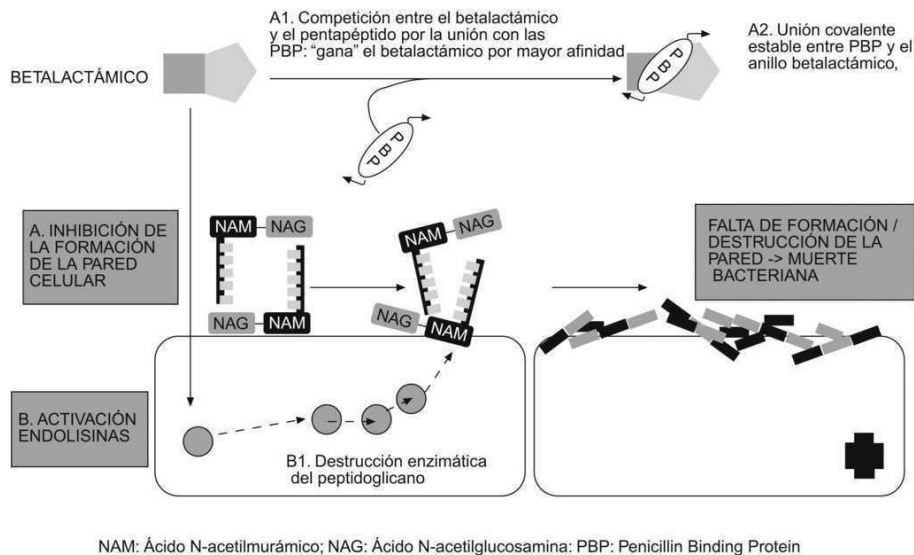 A1. Competición entre el betalactámico
y el pentapéptido por la unión con las
PBP: “gana” el betalactámico por mayor afinidad
A2. Unión covalente
estable entre PBP y el
anillo betalactámico,
BETALACTÁMICO
PBP
PBP
A. INHIBICIÓN DE
LA FORMACIÓN
DE LA PARED
CELULAR
NAM NAG
NAG NAM
NAM NAG
NAG NAM
FALTA DE FORMACIÓN /
DESTRUCCIÓN DE LA
PARED -> MUERTE
BACTERIANA
B. ACTIVACIÓN
ENDOLISINAS
B1. Destrucción enzimática
del peptidoglicano
NAM: Ácido N-acetilmurámico; NAG: Ácido N-acetilglucosamina: PBP: Penicillin Binding Protein